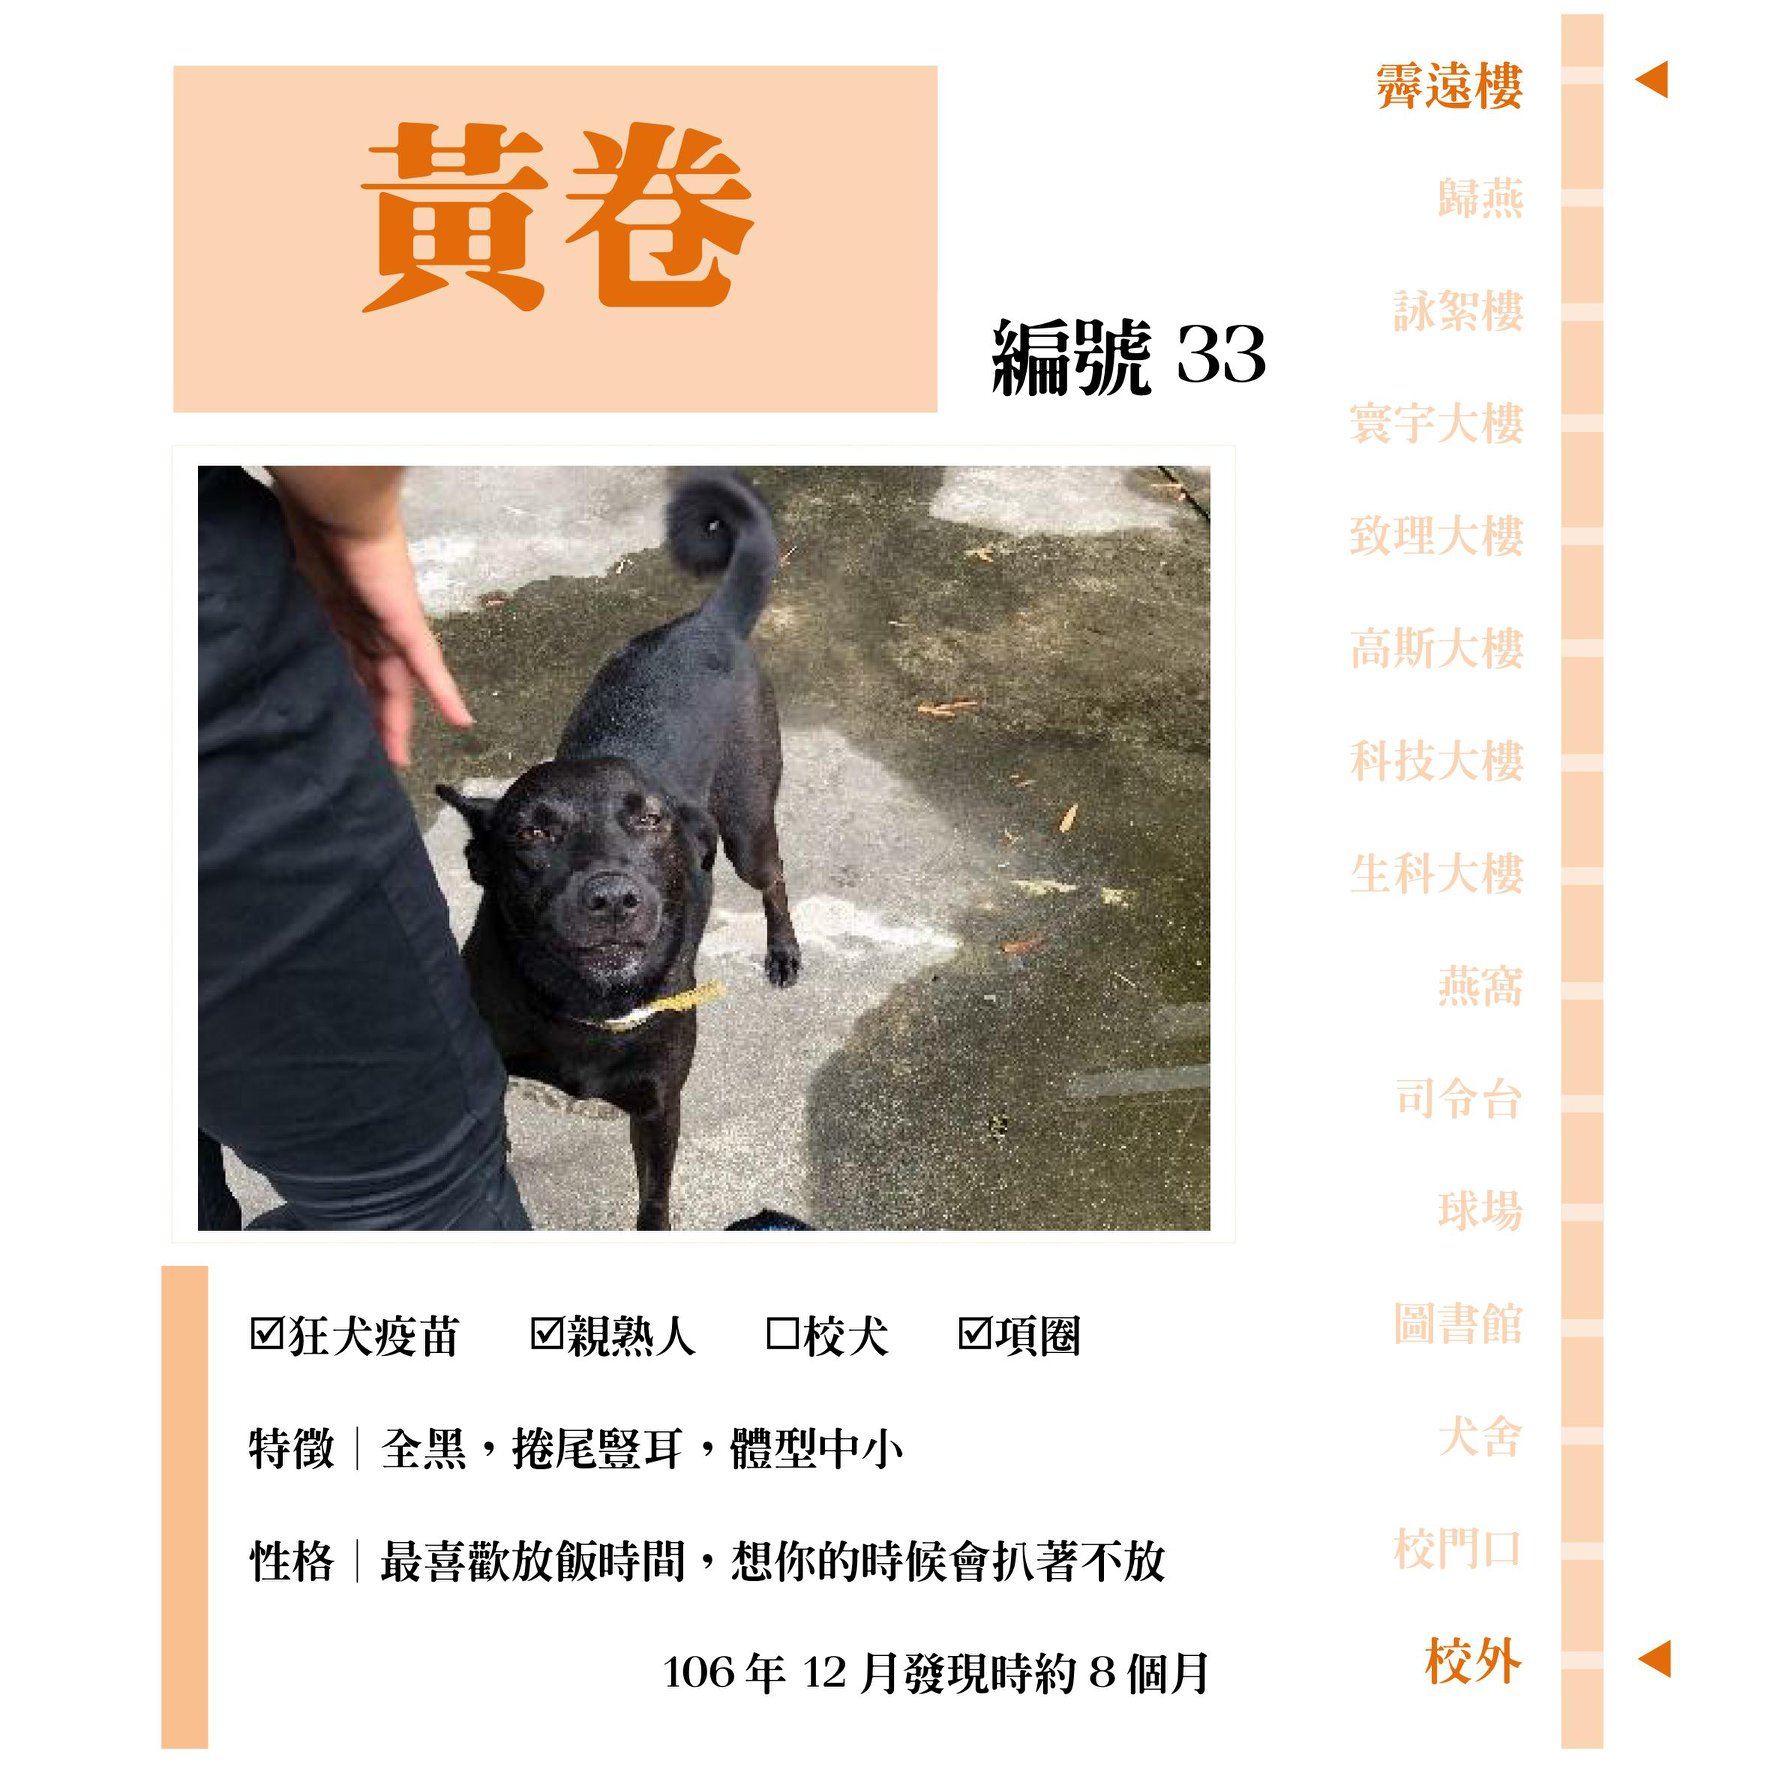 黃卷
編號 33
☑狂犬疫苗 ☑親熟人 ☐校犬 ☑項圈
特徵｜全黑，捲尾豎耳，體型中小
性格｜最喜歡放飯時間，想你的時候會扒著不放
106 年 12 月發現時約 8 個月
霽遠樓
歸燕
詠絮樓
寰宇大樓
致理大樓
高斯大樓
科技大樓
生科大樓
燕窩
司令台
球場
圖書館
犬舍
校門口
校外